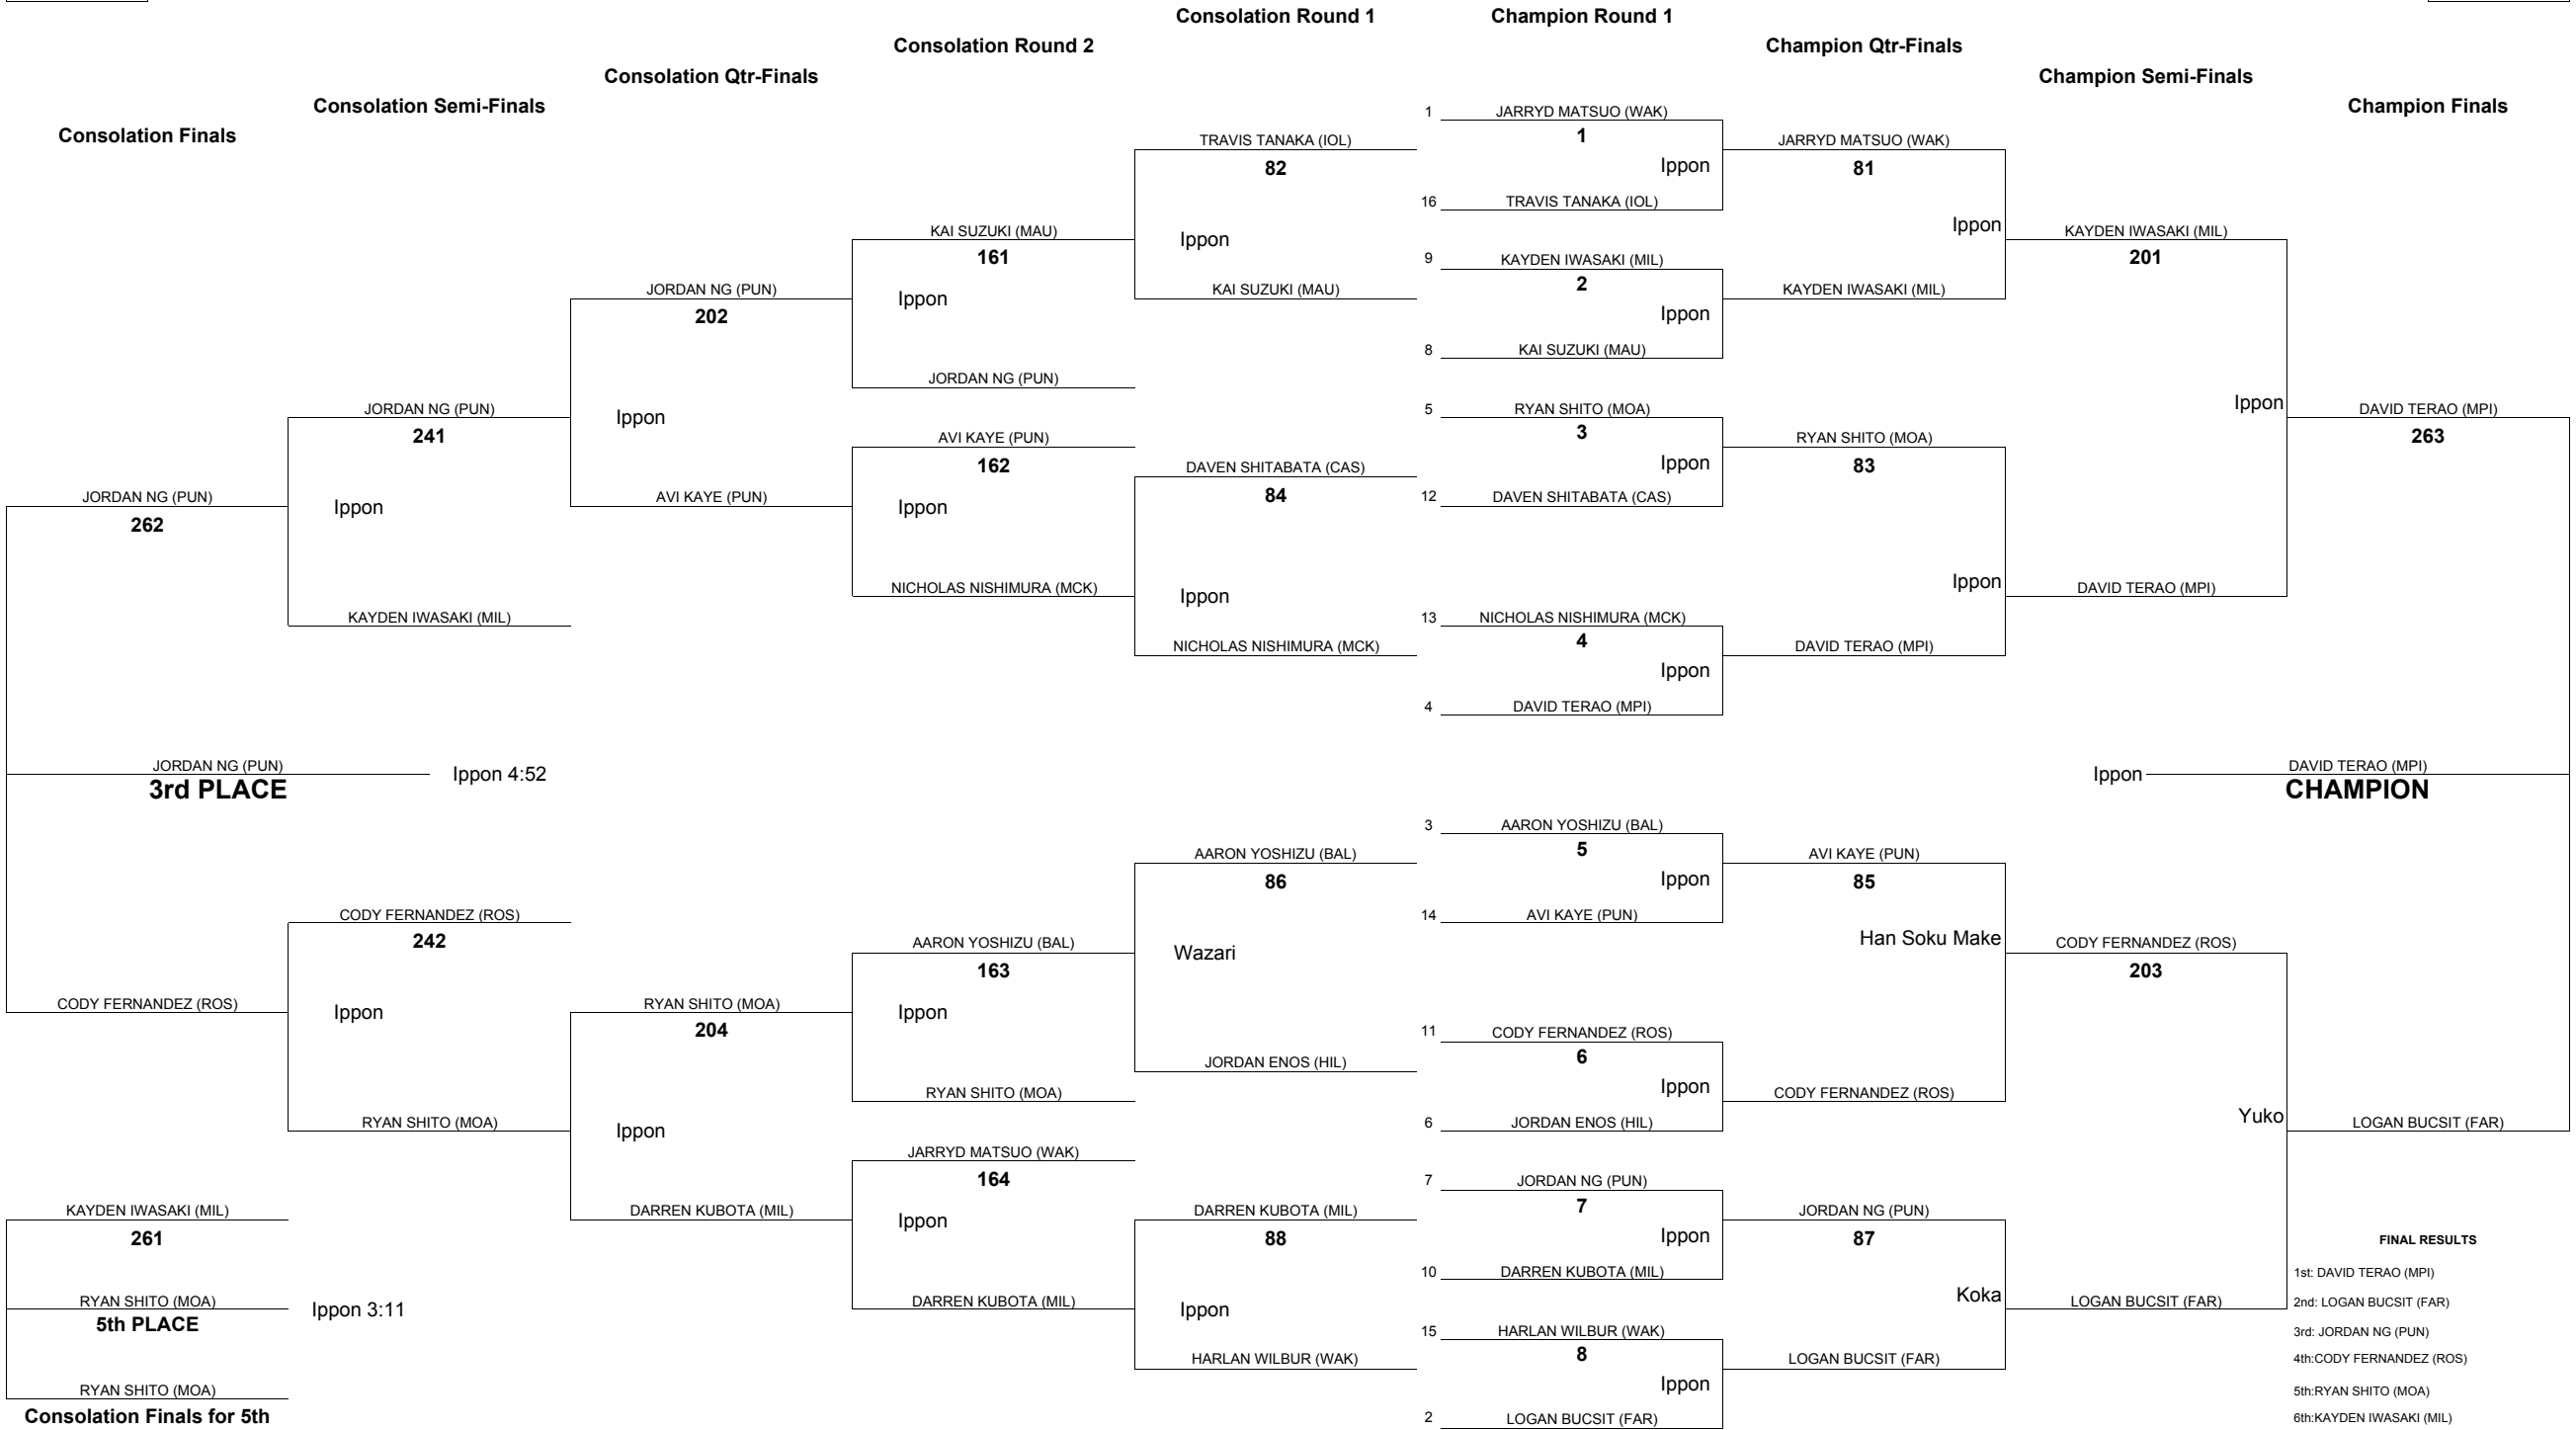 Consolation Round 1
Champion Round 1
Consolation Round 2
Champion Qtr-Finals
Consolation Qtr-Finals
Champion Semi-Finals
Consolation Semi-Finals
Champion Finals
Consolation Finals
JORDAN NG (PUN)
262
JORDAN NG (PUN)
3rd PLACE
Ippon 4:52
CODY FERNANDEZ (ROS)
KAYDEN IWASAKI (MIL)
261
RYAN SHITO (MOA)
5th PLACE
Ippon 3:11
RYAN SHITO (MOA)
Consolation Finals for 5th
JORDAN NG (PUN)
241
Ippon
KAYDEN IWASAKI (MIL)
CODY FERNANDEZ (ROS)
242
Ippon
RYAN SHITO (MOA)
JORDAN NG (PUN)
202
Ippon
AVI KAYE (PUN)
RYAN SHITO (MOA)
204
Ippon
DARREN KUBOTA (MIL)
KAI SUZUKI (MAU)
161
Ippon
JORDAN NG (PUN)
AVI KAYE (PUN)
162
Ippon
NICHOLAS NISHIMURA (MCK)
AARON YOSHIZU (BAL)
163
Ippon
RYAN SHITO (MOA)
JARRYD MATSUO (WAK)
164
Ippon
DARREN KUBOTA (MIL)
TRAVIS TANAKA (IOL)
82
Ippon
KAI SUZUKI (MAU)
DAVEN SHITABATA (CAS)
84
Ippon
NICHOLAS NISHIMURA (MCK)
AARON YOSHIZU (BAL)
86
Wazari
JORDAN ENOS (HIL)
DARREN KUBOTA (MIL)
88
Ippon
HARLAN WILBUR (WAK)
1 JARRYD MATSUO (WAK)
1
Ippon
16 TRAVIS TANAKA (IOL)
9 KAYDEN IWASAKI (MIL)
2
Ippon
8 KAI SUZUKI (MAU)
5 RYAN SHITO (MOA)
3
Ippon
12 DAVEN SHITABATA (CAS)
13 NICHOLAS NISHIMURA (MCK)
4
Ippon
4 DAVID TERAO (MPI)
3 AARON YOSHIZU (BAL)
5
Ippon
14 AVI KAYE (PUN)
11 CODY FERNANDEZ (ROS)
6
Ippon
6 JORDAN ENOS (HIL)
7 JORDAN NG (PUN)
7
Ippon
10 DARREN KUBOTA (MIL)
15 HARLAN WILBUR (WAK)
8
Ippon
2 LOGAN BUCSIT (FAR)
JARRYD MATSUO (WAK)
81
Ippon
KAYDEN IWASAKI (MIL)
RYAN SHITO (MOA)
83
Ippon
DAVID TERAO (MPI)
AVI KAYE (PUN)
85
Han Soku Make
CODY FERNANDEZ (ROS)
JORDAN NG (PUN)
87
Koka
LOGAN BUCSIT (FAR)
KAYDEN IWASAKI (MIL)
201
Ippon
DAVID TERAO (MPI)
CODY FERNANDEZ (ROS)
203
Yuko
LOGAN BUCSIT (FAR)
DAVID TERAO (MPI)
263
Ippon
DAVID TERAO (MPI)
CHAMPION
LOGAN BUCSIT (FAR)
FINAL RESULTS
1st: DAVID TERAO (MPI)
2nd: LOGAN BUCSIT (FAR)
3rd: JORDAN NG (PUN)
4th:CODY FERNANDEZ (ROS)
5th:RYAN SHITO (MOA)
6th:KAYDEN IWASAKI (MIL)